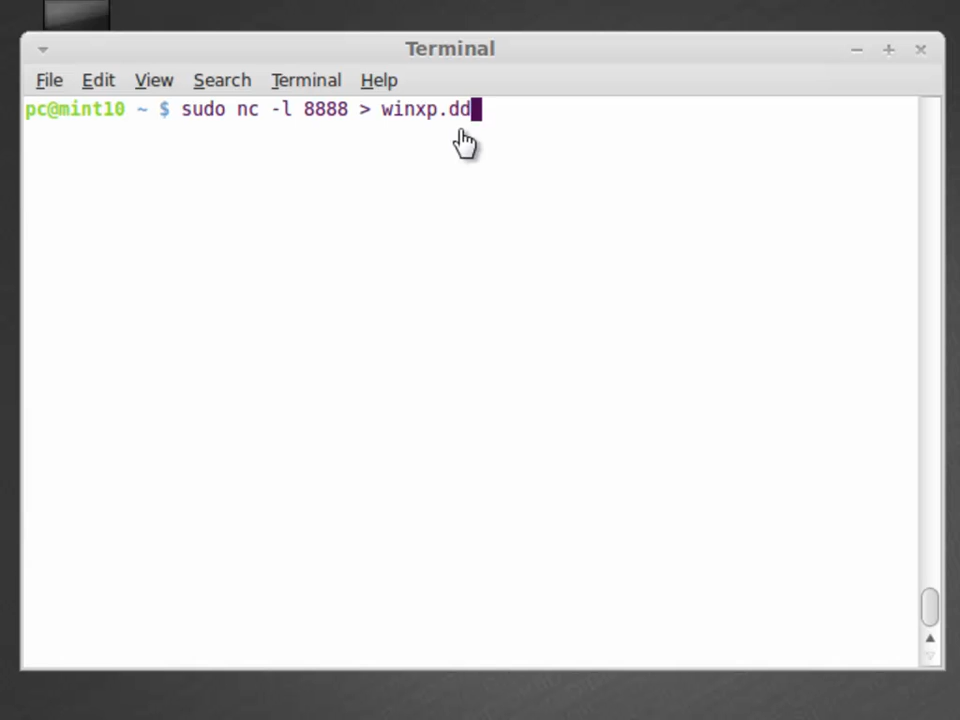 Terminal
File Edit View Search Terminal Help
pc@mint10 ~ $ sudo nc -l 8888 > winxp.dd